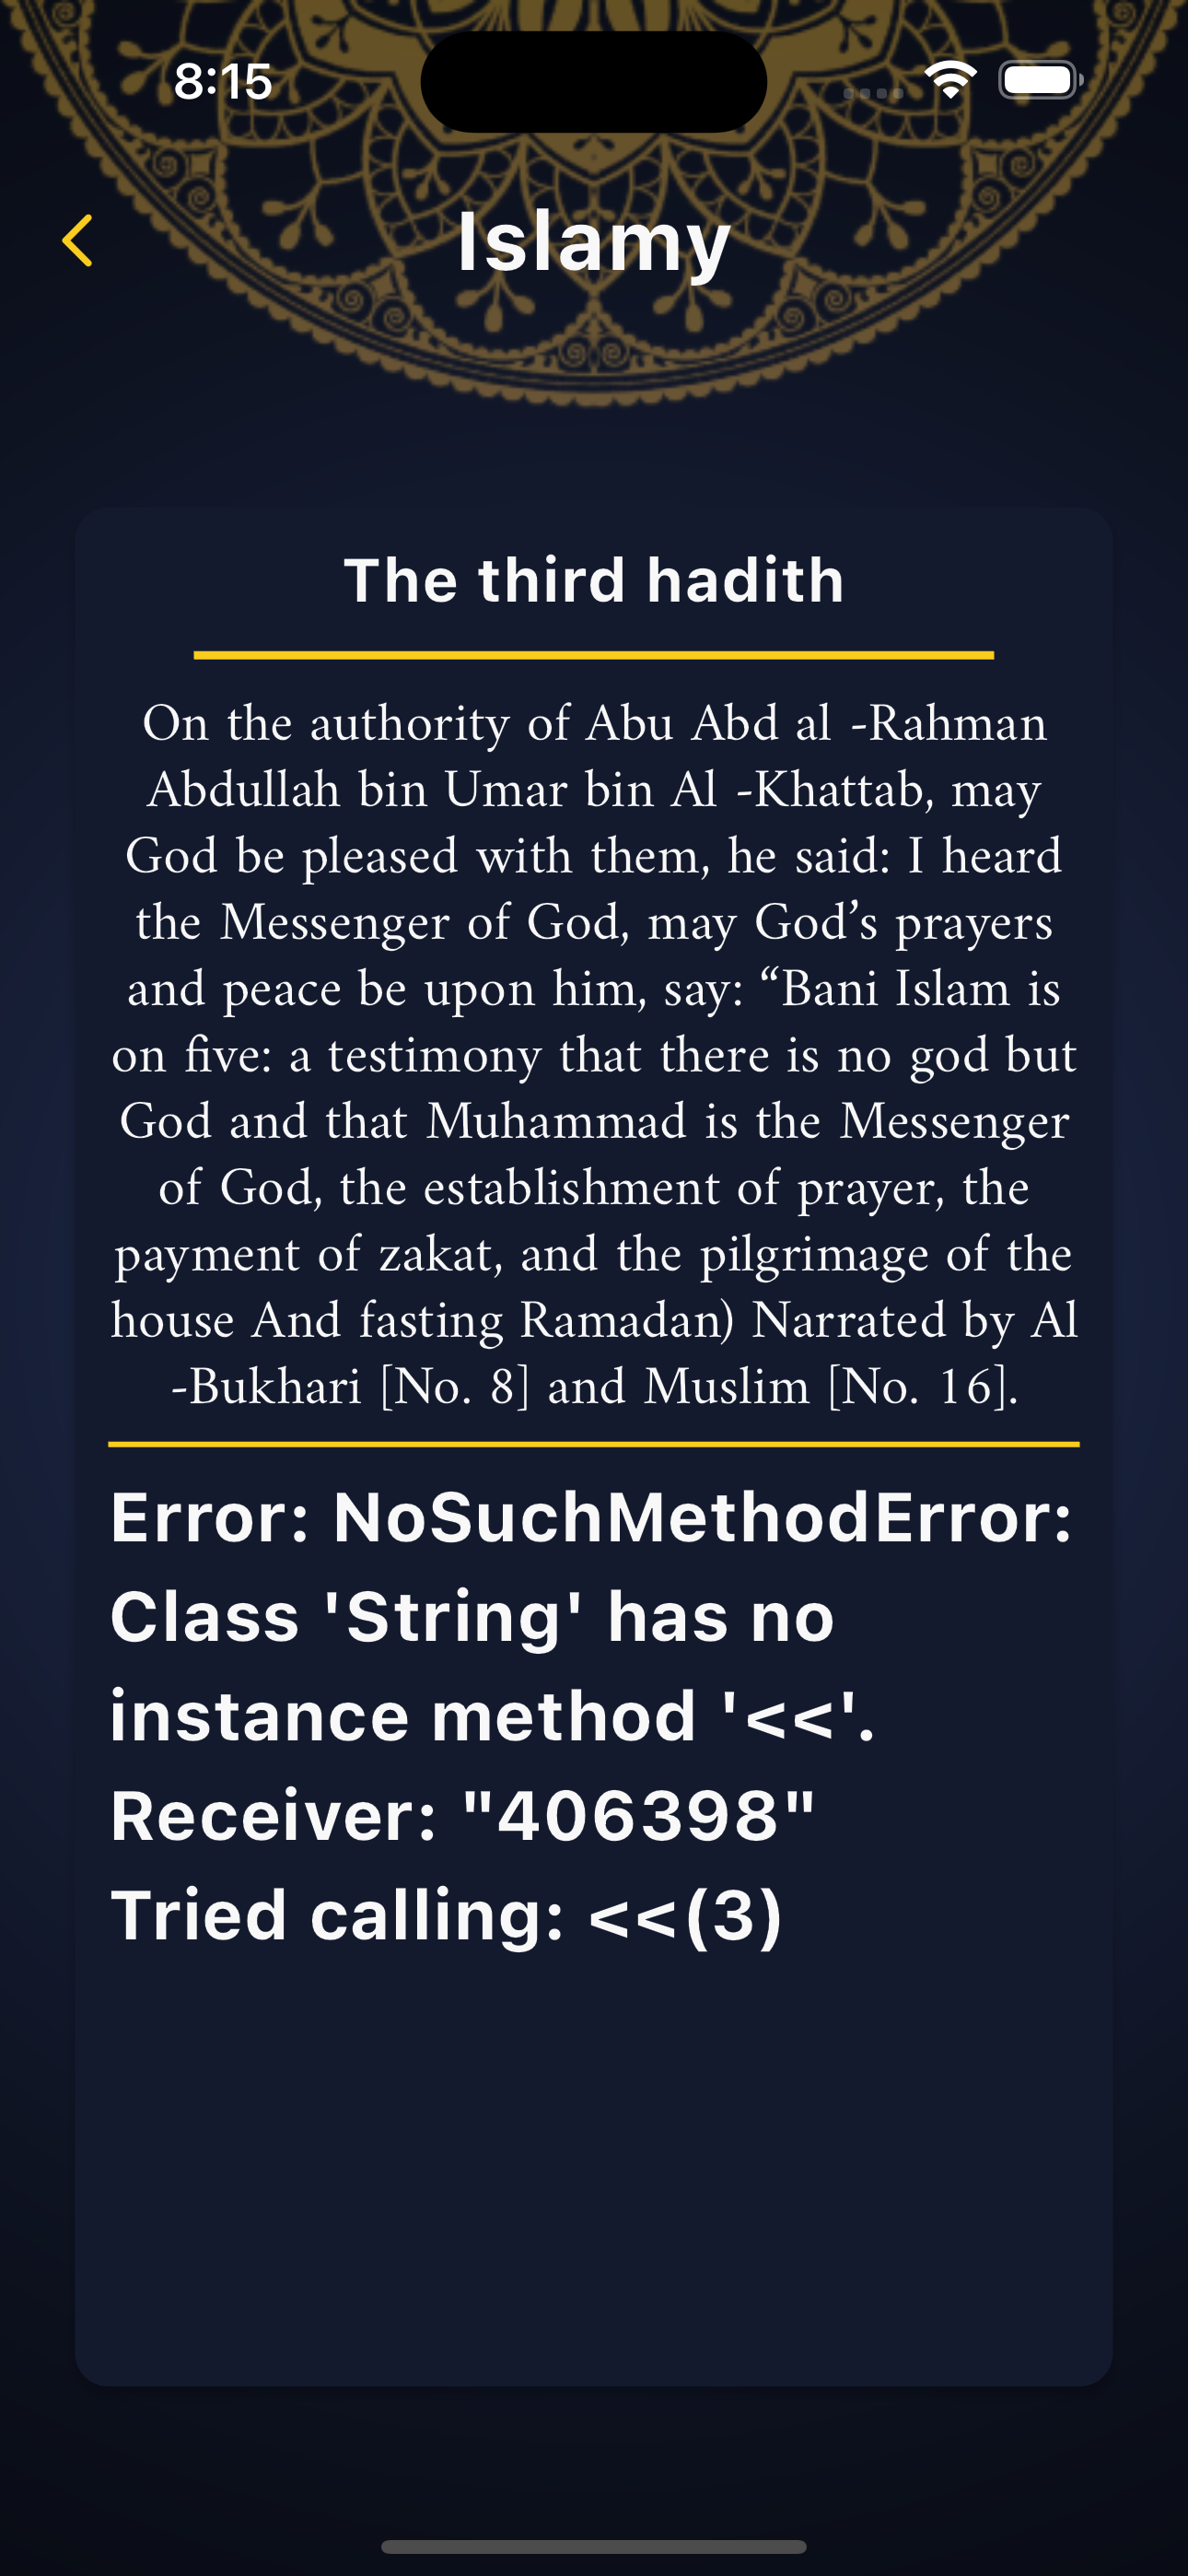 8:15
Islamy
The third hadith
On the authority of Abu Abd al -Rahman
Abdullah bin Umar bin Al -Khattab, may
God be pleased with them, he said: I heard
the Messenger of God, may God’s prayers
and peace be upon him, say: “Bani Islam is
on five: a testimony that there is no god but
God and that Muhammad is the Messenger
of God, the establishment of prayer, the
payment of zakat, and the pilgrimage of the
house And fasting Ramadan) Narrated by Al
-Bukhari [No. 8] and Muslim [No. 16].
Error: NoSuchMethodError:
Class 'String' has no
instance method '<<'.
Receiver: "406398"
Tried calling: <<(3)